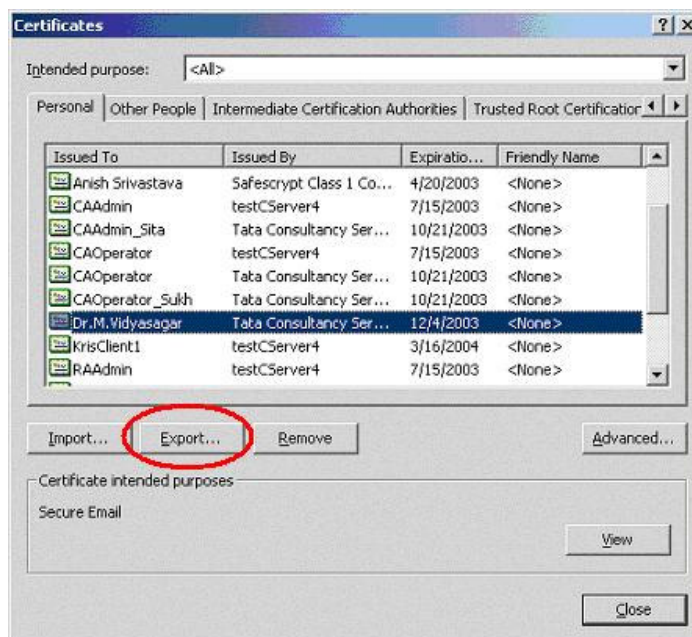 Certificates
Intended purpose: <All>
Personal Other People Intermediate Certification Authorities Trusted Root Certification
Issued To Issued By Expiratio... Friendly Name
Anish Srivastava Safescrypt Class 1 Co... 4/20/2003 <None>
CAAdmin testCServer4 7/15/2003 <None>
CAAdmin_Sita Tata Consultancy Ser... 10/21/2003 <None>
CAOperator testCServer4 7/15/2003 <None>
CAOperator Tata Consultancy Ser... 10/21/2003 <None>
CAOperator_Sukh Tata Consultancy Ser... 10/21/2003 <None>
Dr.M.Vidyasagar Tata Consultancy Ser... 12/4/2003 <None>
KrisClient1 testCServer4 3/16/2004 <None>
RAAdmin testCServer4 7/15/2003 <None>
Import... Export... Remove Advanced...
Certificate intended purposes
Secure Email
View
Close